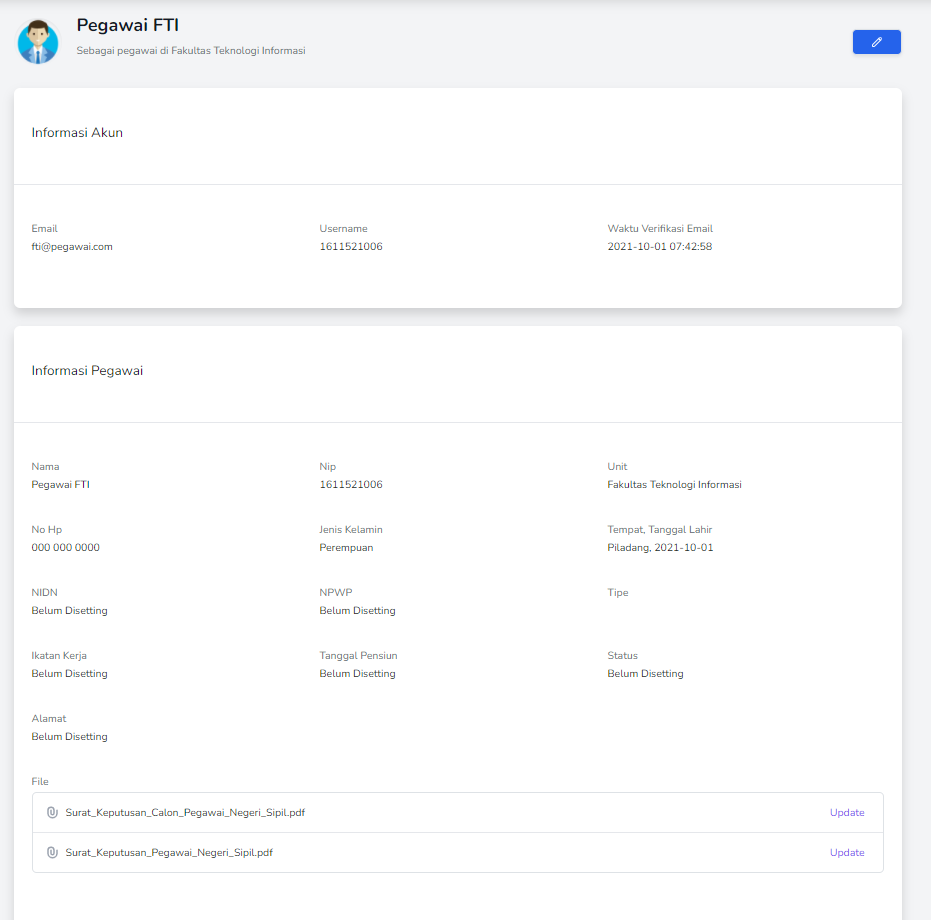 Pegawai FTI
Sebagai pegawai di Fakultas Teknologi Informasi
Informasi Akun
Email Username Waktu Verifikasi Email
fti@pegawai.com 1611521006 2021-10-01 07:42:58
Informasi Pegawai
Nama Nip Unit
Pegawai FTI 1611521006 Fakultas Teknologi Informasi
No Hp Jenis Kelamin Tempat, Tanggal Lahir
000 000 0000 Perempuan Piladang, 2021-10-01
NIDN NPWP Tipe
Belum Disetting Belum Disetting
Ikatan Kerja Tanggal Pensiun Status
Belum Disetting Belum Disetting Belum Disetting
Alamat
Belum Disetting
File
Surat_Keputusan_Calon_Pegawai_Negeri_Sipil.pdf Update
Surat_Keputusan_Pegawai_Negeri_Sipil.pdf Update